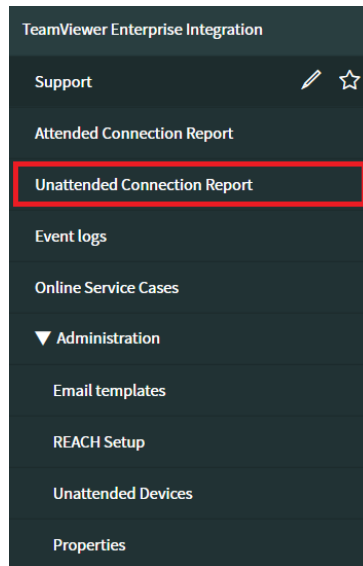 TeamViewer Enterprise Integration
Support
Attended Connection Report
Unattended Connection Report
Event logs
Online Service Cases
Administration
Email templates
REACH Setup
Unattended Devices
Properties